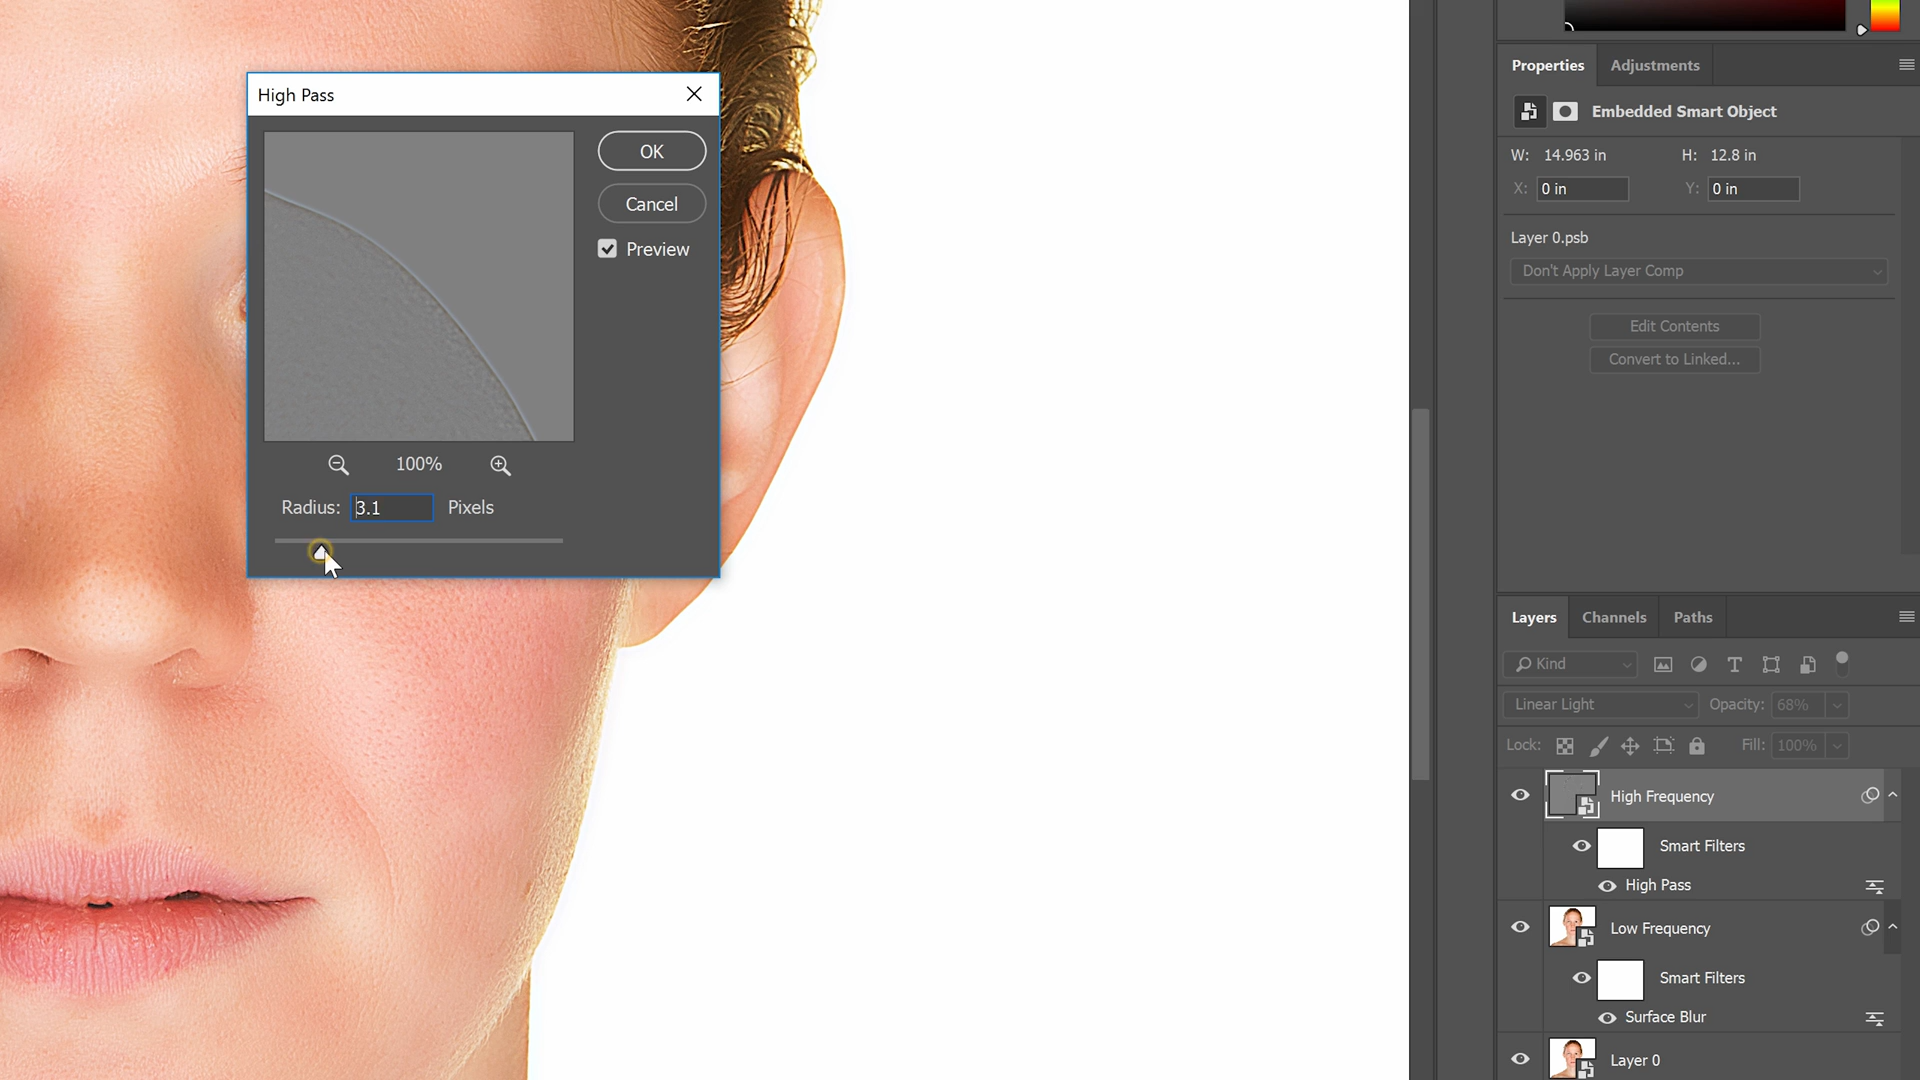 High Pass
OK
Cancel
Preview
100%
Radius: 3.1 Pixels
Properties Adjustments
Embedded Smart Object
W: 14.963 in H: 12.8 in
X: 0 in Y: 0 in
Layer 0.psb
Don't Apply Layer Comp
Edit Contents
Convert to Linked...
Layers Channels Paths
Kind
Linear Light Opacity: 68%
Lock: Fill: 100%
High Frequency
Smart Filters
High Pass
Low Frequency
Smart Filters
Surface Blur
Layer 0